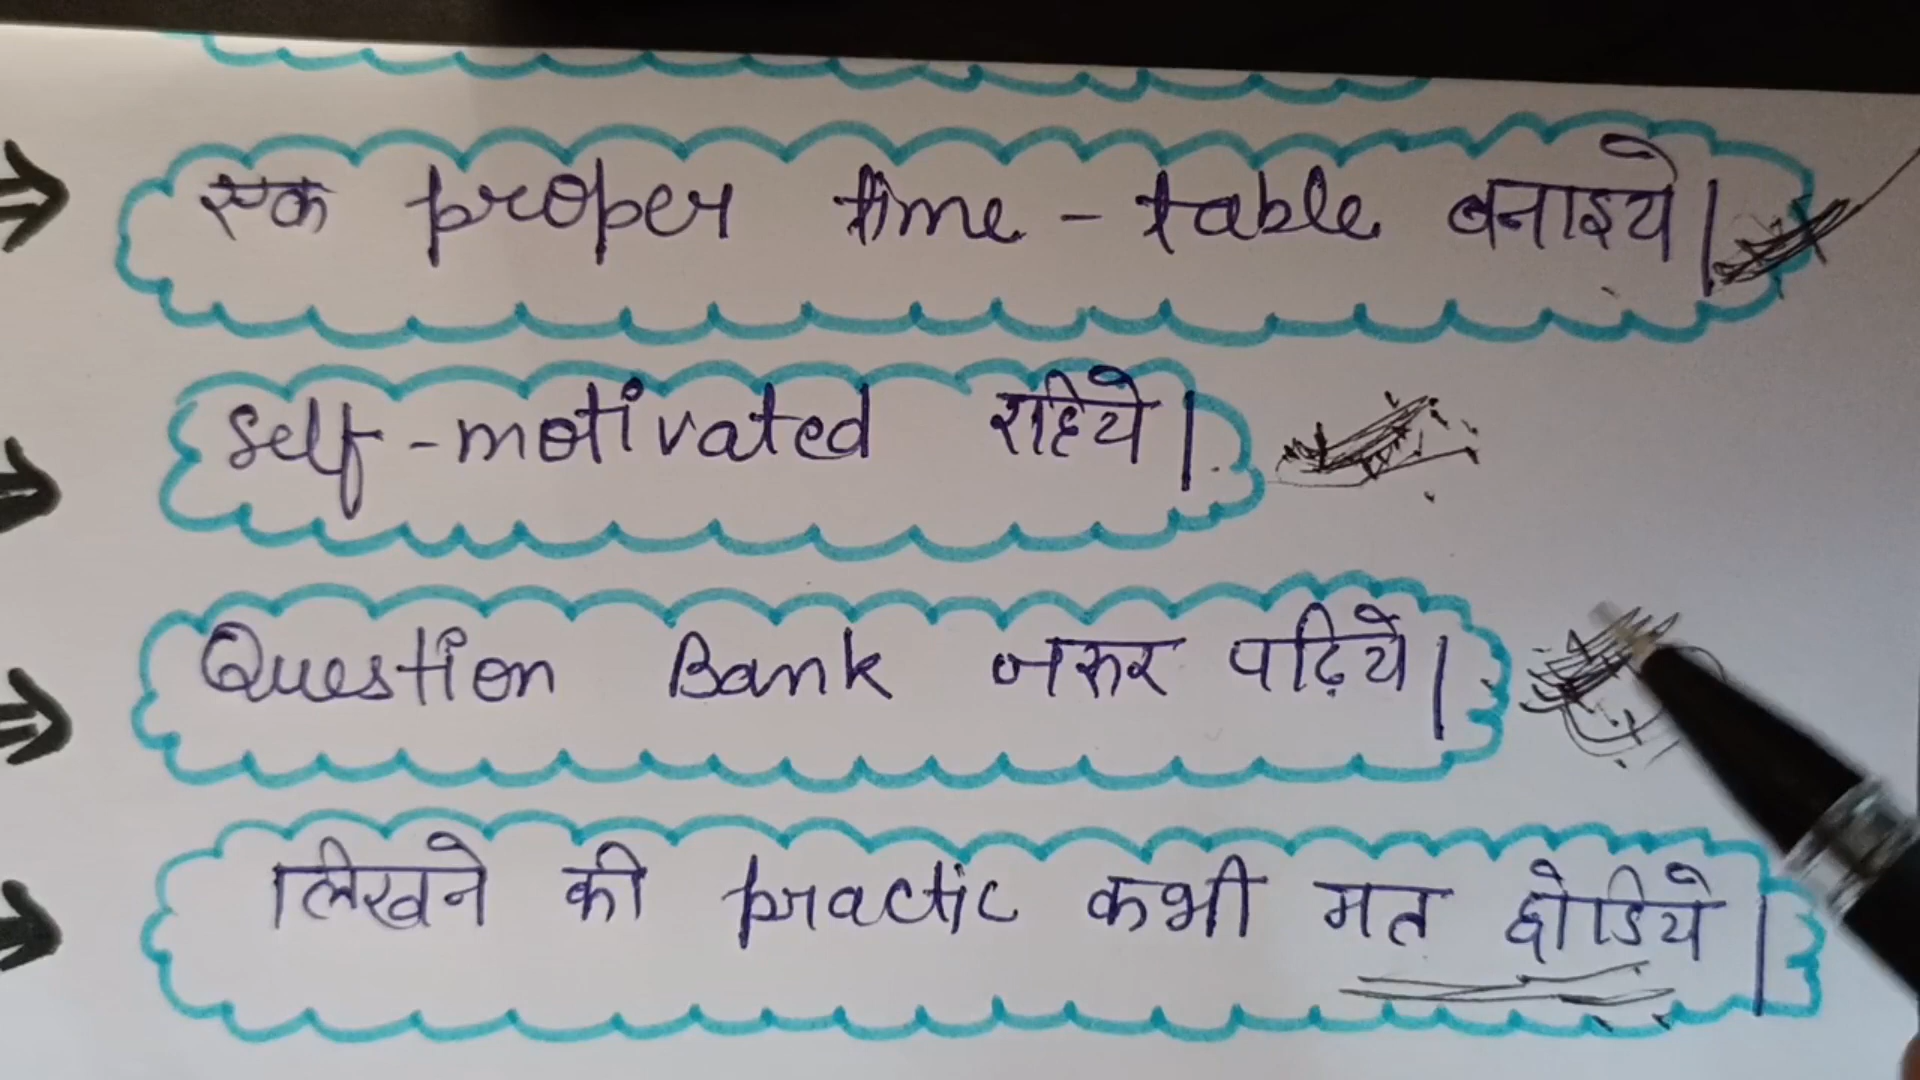 एक proper time-table बनाइये।
Self-motivated रहिये।
Question Bank जरुर पढ़िये।
लिखने की practic कभी मत छोडिये।